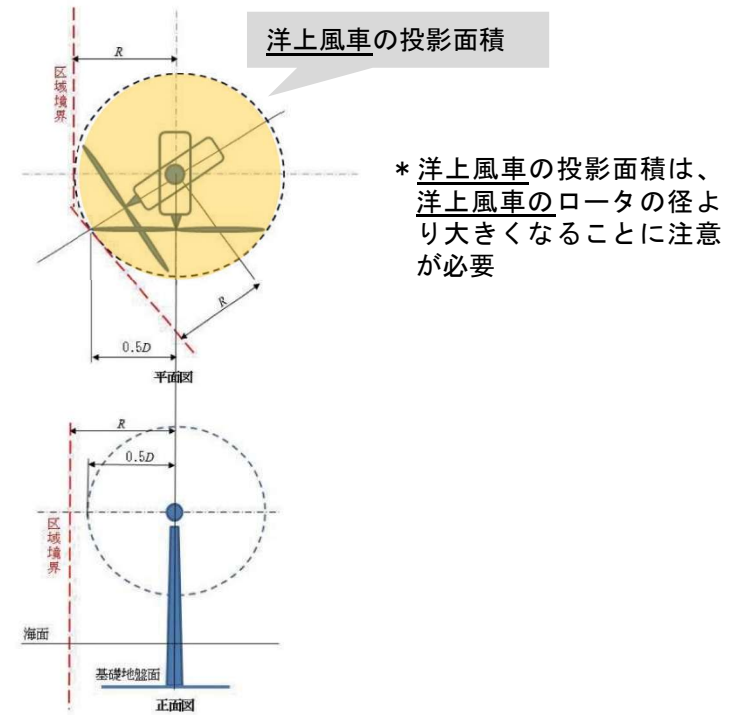 洋上風車の投影面積
R
区域境界
*洋上風車の投影面積は、
洋上風車のロータの径よ
り大きくなることに注意
が必要
R
0.5D
平面図
R
0.5D
区域境界
海面
基礎地盤面
正面図